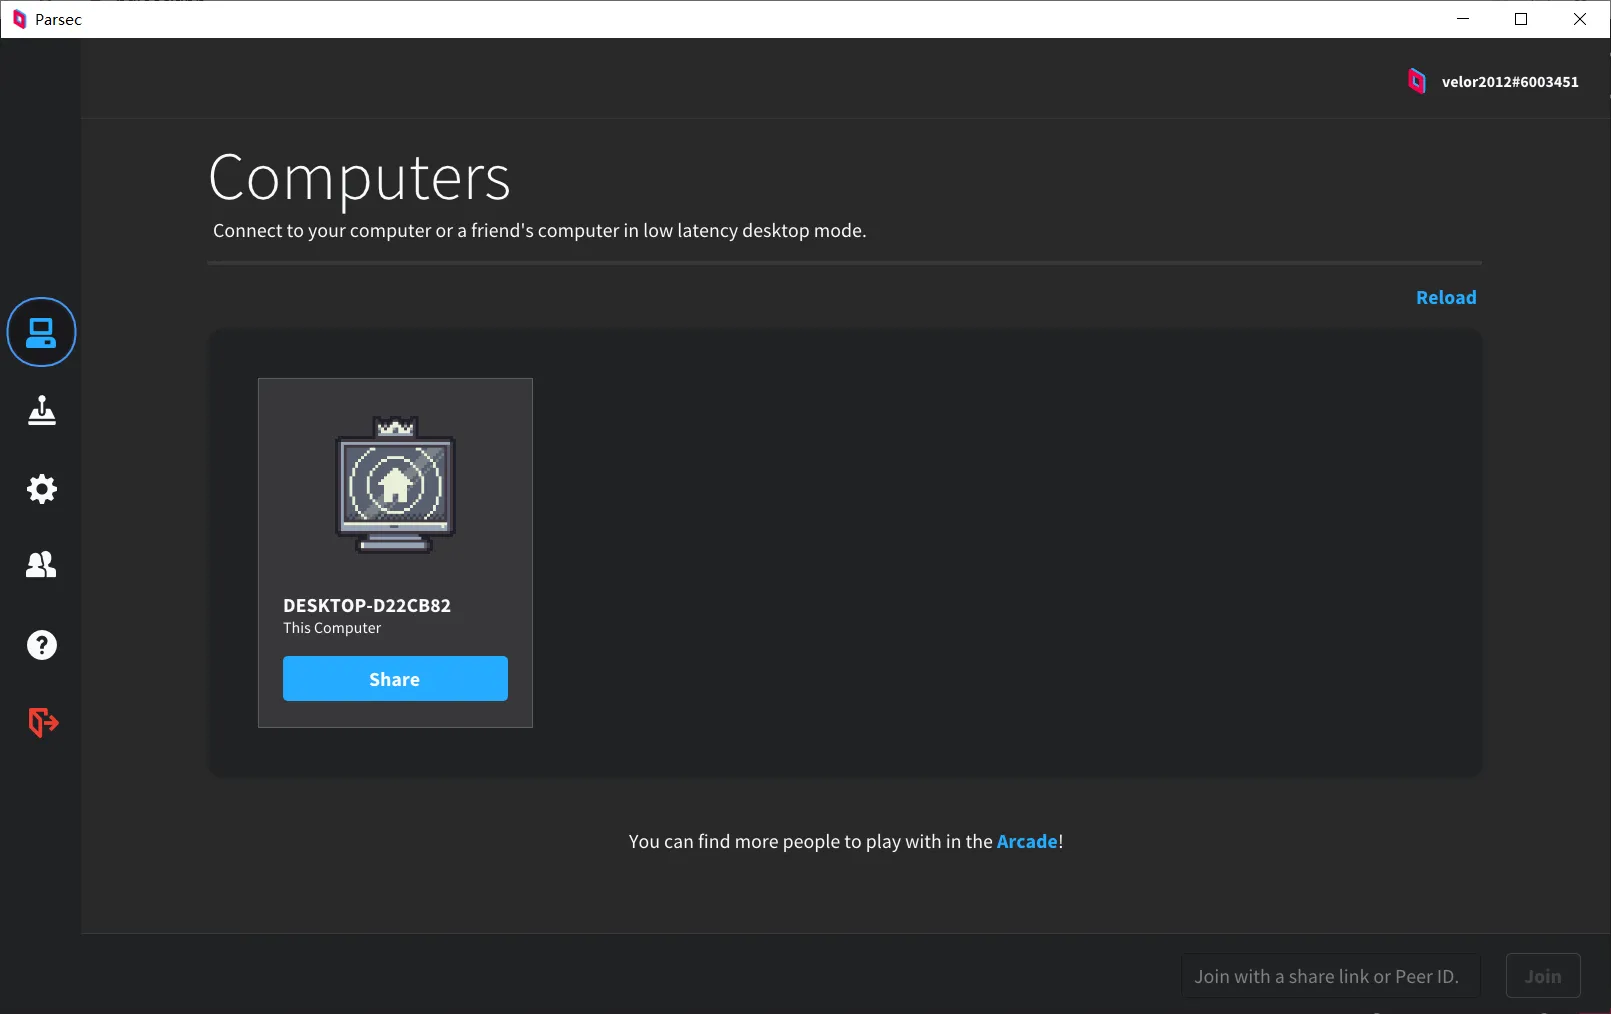 Parsec
velor2012#6003451
Computers
Connect to your computer or a friend's computer in low latency desktop mode.
Reload
DESKTOP-D22CB82
This Computer
Share
You can find more people to play with in the Arcade!
Join with a share link or Peer ID.
Join